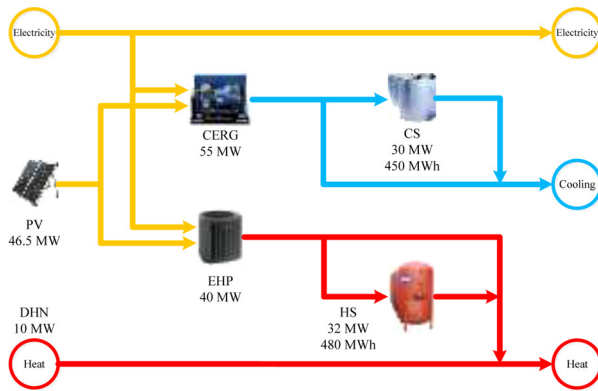 Electricity
Electricity
CERG
55 MW
CS
30 MW
450 MWh
Cooling
PV
46.5 MW
EHP
40 MW
DHN
10 MW
HS
32 MW
480 MWh
Heat
Heat